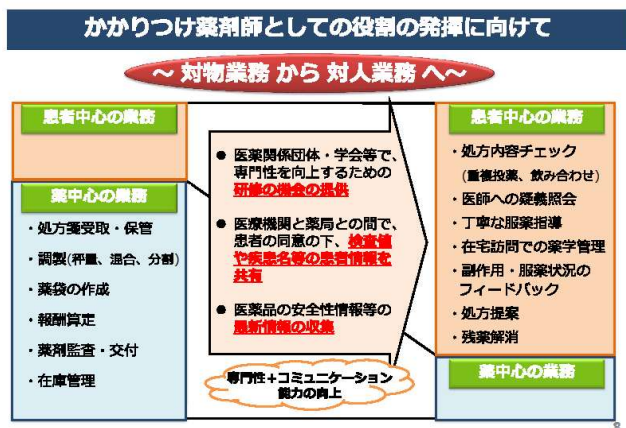 かかりつけ薬剤師としての役割の発揮に向けて
～ 対物業務 から 対人業務 へ～
患者中心の業務
薬中心の業務
・処方箋受取・保管
・調製(秤量、混合、分割)
・薬袋の作成
・報酬算定
・薬剤監査・交付
・在庫管理
● 医薬関係団体・学会等で、
専門性を向上するための
研修の機会の提供
● 医療機関と薬局との間で、
患者の同意の下、検査値
や疾患名等の患者情報を
共有
● 医薬品の安全性情報等の
最新情報の収集
専門性＋コミュニケーション
能力の向上
患者中心の業務
・処方内容チェック
(重複投薬、飲み合わせ)
・医師への疑義照会
・丁寧な服薬指導
・在宅訪問での薬学管理
・副作用・服薬状況の
フィードバック
・処方提案
・残薬解消
薬中心の業務